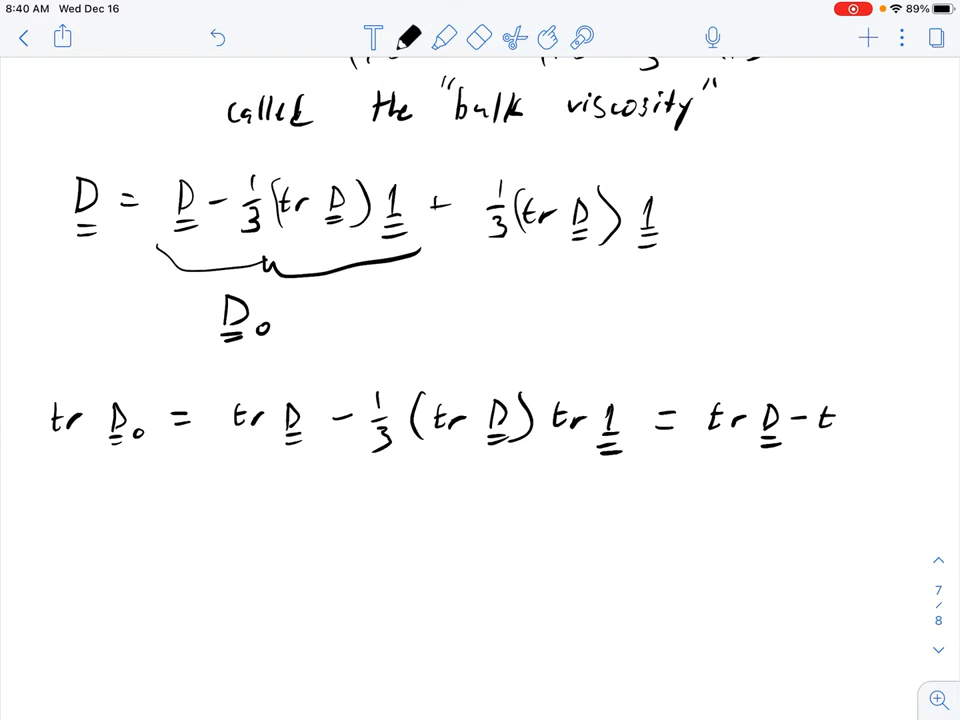 8:40 AM Wed Dec 16 89%
called the "bulk viscosity"
D = D - 1/3 (tr D) 1 + 1/3 (tr D) 1
D₀
tr D₀ = tr D - 1/3 (tr D) tr 1 = tr D - t
7
/
8